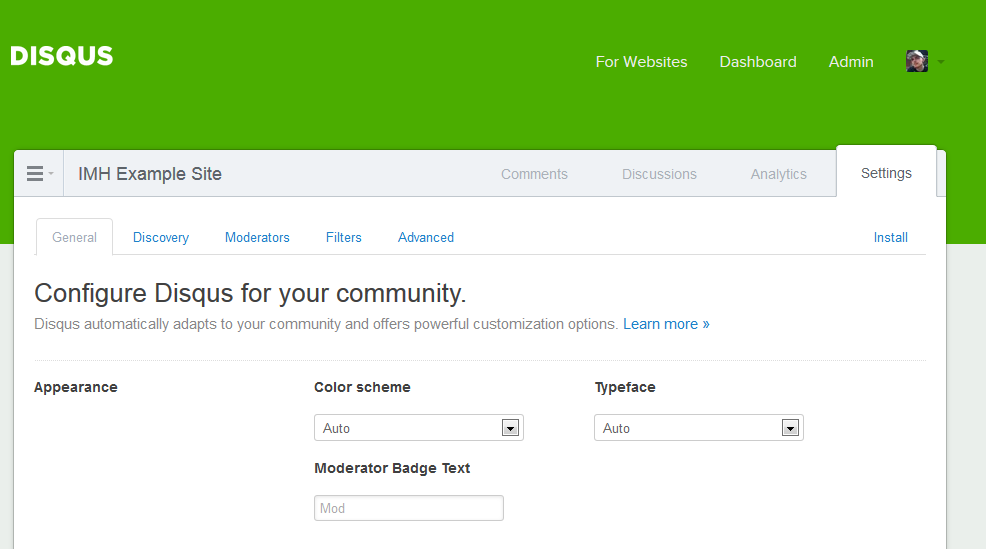 DISQUS
For Websites Dashboard Admin
IMH Example Site Comments Discussions Analytics Settings
General Discovery Moderators Filters Advanced Install
Configure Disqus for your community.
Disqus automatically adapts to your community and offers powerful customization options. Learn more »
Appearance Color scheme Typeface
Auto Auto
Moderator Badge Text
Mod